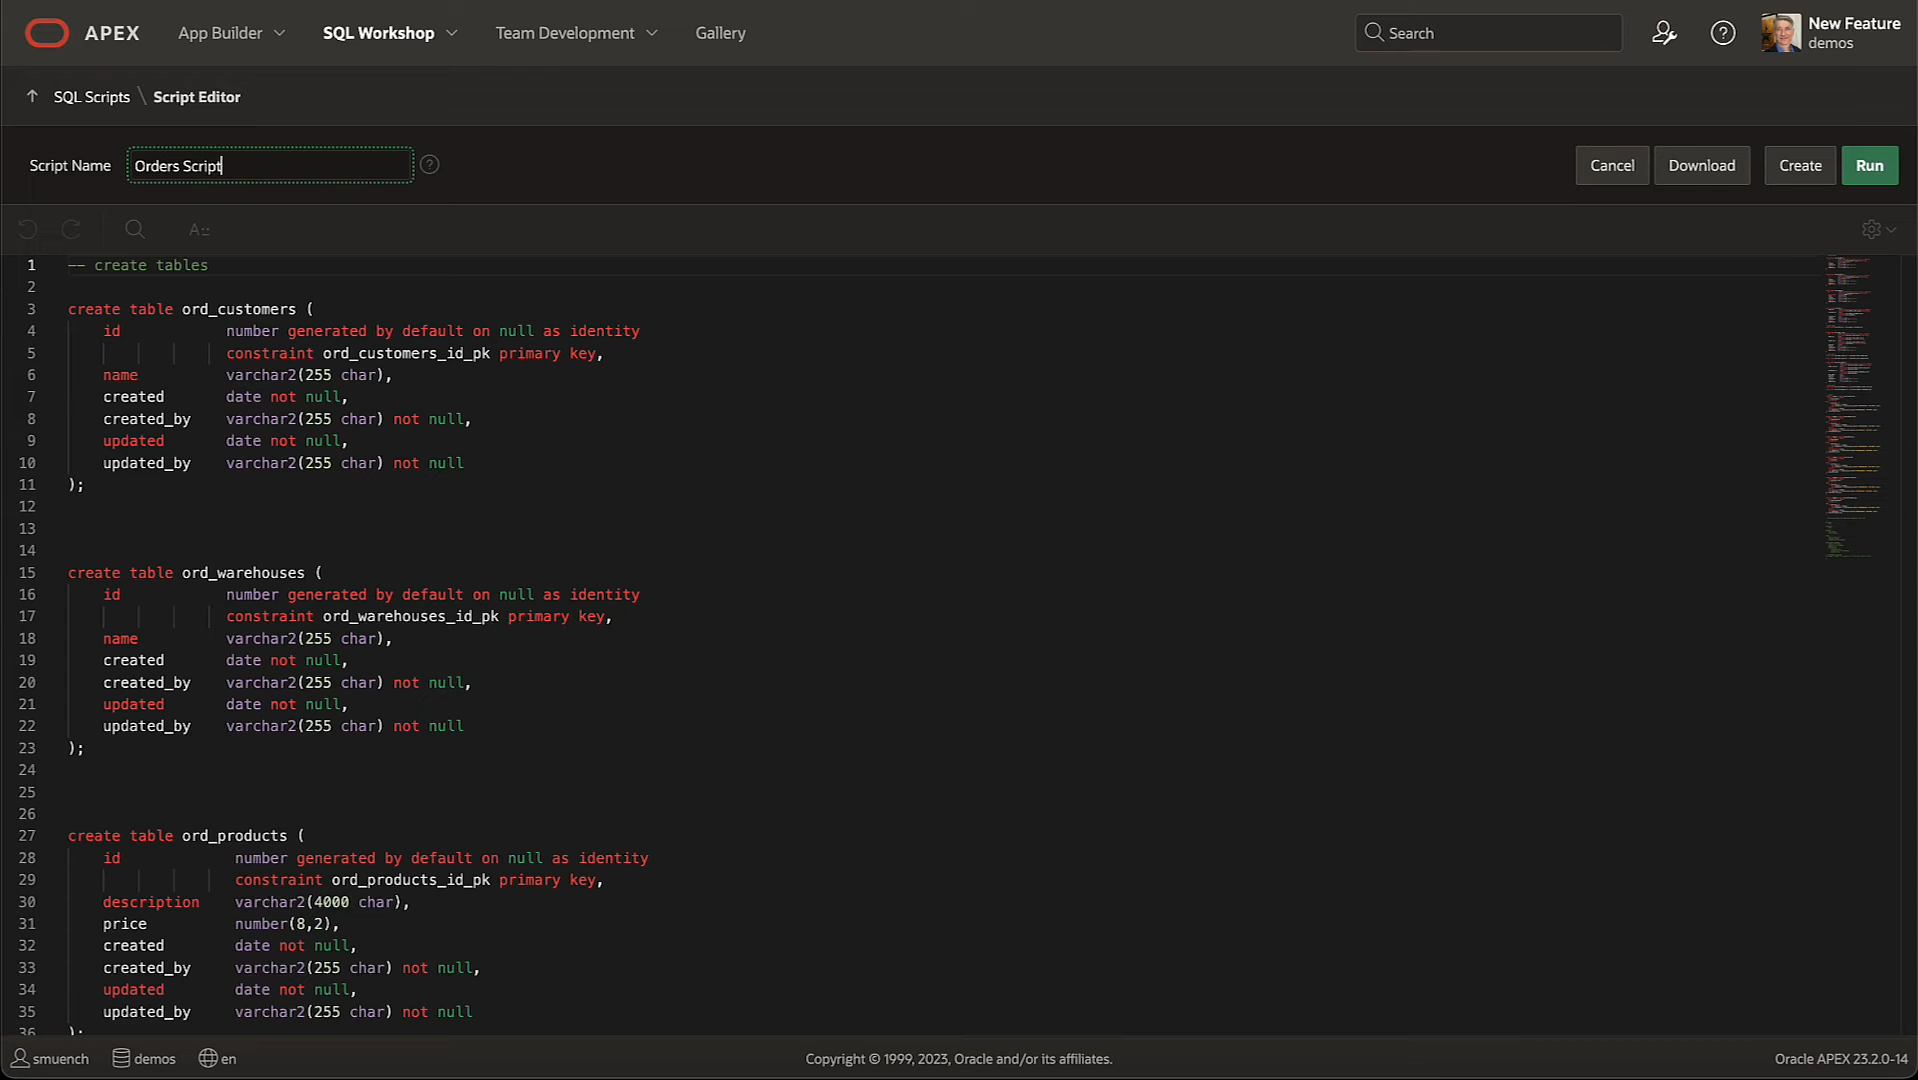 APEX App Builder SQL Workshop Team Development Gallery Search New Feature
demos
SQL Scripts \ Script Editor
Script Name Orders Script ? Cancel Download Create Run
1 -- create tables
2
3 create table ord_customers (
4 id number generated by default on null as identity
5 constraint ord_customers_id_pk primary key,
6 name varchar2(255 char),
7 created date not null,
8 created_by varchar2(255 char) not null,
9 updated date not null,
10 updated_by varchar2(255 char) not null
11 );
12
13
14
15 create table ord_warehouses (
16 id number generated by default on null as identity
17 constraint ord_warehouses_id_pk primary key,
18 name varchar2(255 char),
19 created date not null,
20 created_by varchar2(255 char) not null,
21 updated date not null,
22 updated_by varchar2(255 char) not null
23 );
24
25
26
27 create table ord_products (
28 id number generated by default on null as identity
29 constraint ord_products_id_pk primary key,
30 description varchar2(4000 char),
31 price number(8,2),
32 created date not null,
33 created_by varchar2(255 char) not null,
34 updated date not null,
35 updated_by varchar2(255 char) not null
36 );
smuench demos en Copyright © 1999, 2023, Oracle and/or its affiliates. Oracle APEX 23.2.0-14